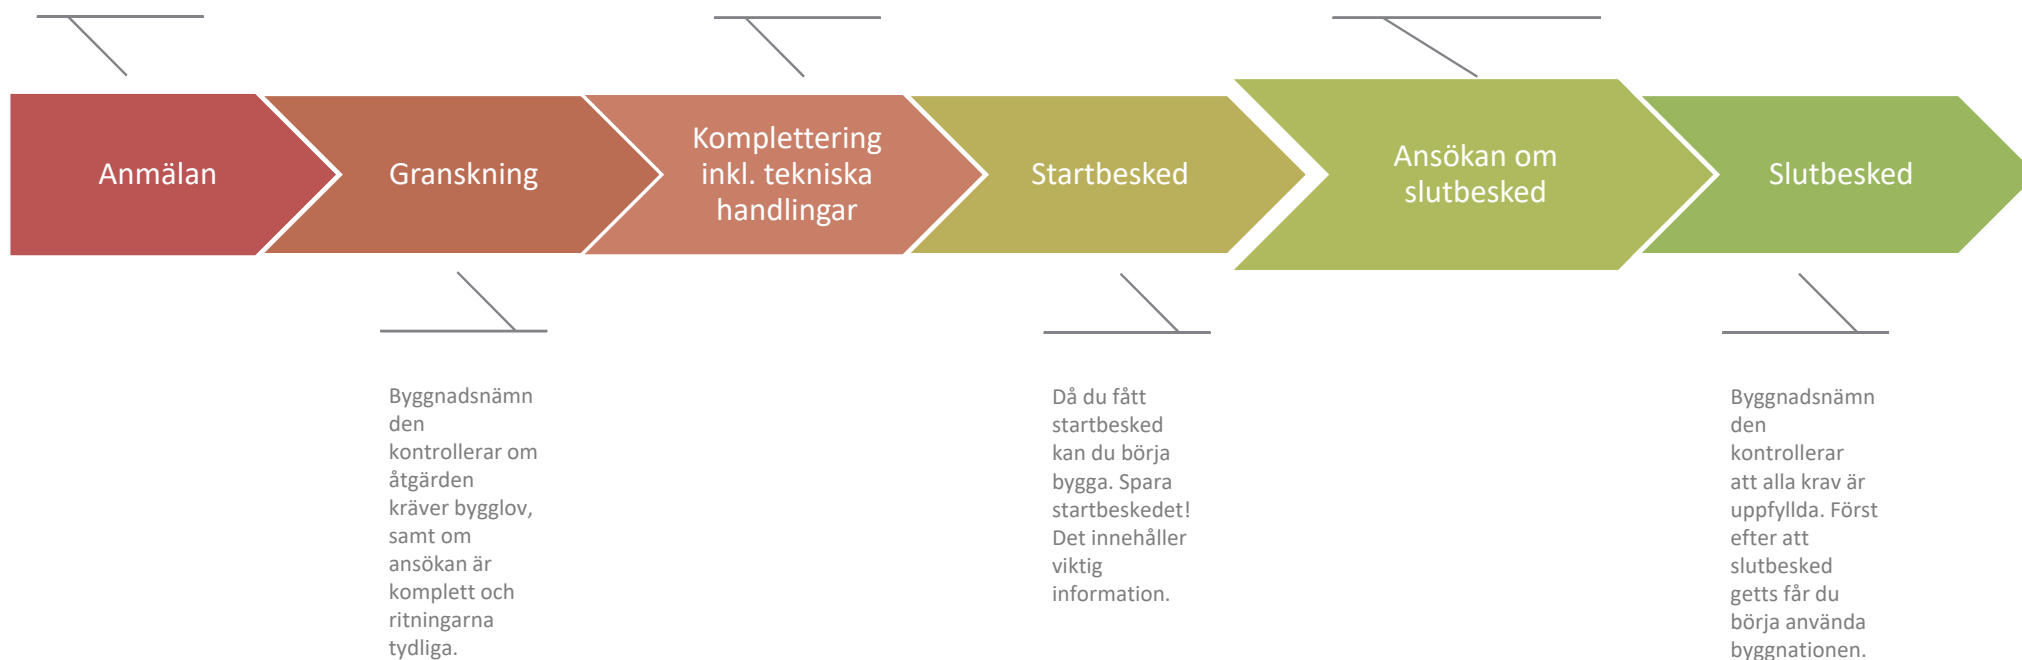 Anmälan
Granskning
Komplettering
inkl. tekniska
handlingar
Startbesked
Ansökan om
slutbesked
Slutbesked
Byggnadsnämn
den
kontrollerar om
åtgärden
kräver bygglov,
samt om
ansökan är
komplett och
ritningarna
tydliga.
Då du fått
startbesked
kan du börja
bygga. Spara
startbeskedet!
Det innehåller
viktig
information.
Byggnadsnämn
den
kontrollerar
att alla krav är
uppfyllda. Först
efter att
slutbesked
getts får du
börja använda
byggnationen.